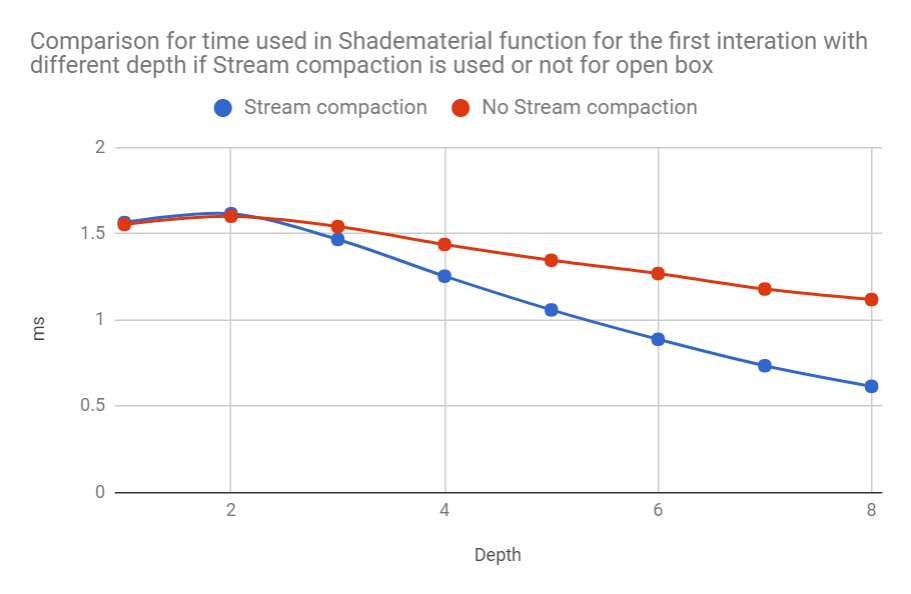 Comparison for time used in Shadematerial function for the first interation with
different depth if Stream compaction is used or not for open box
Stream compaction No Stream compaction
2
1.5
1
0.5
0
ms
2 4 6 8
Depth